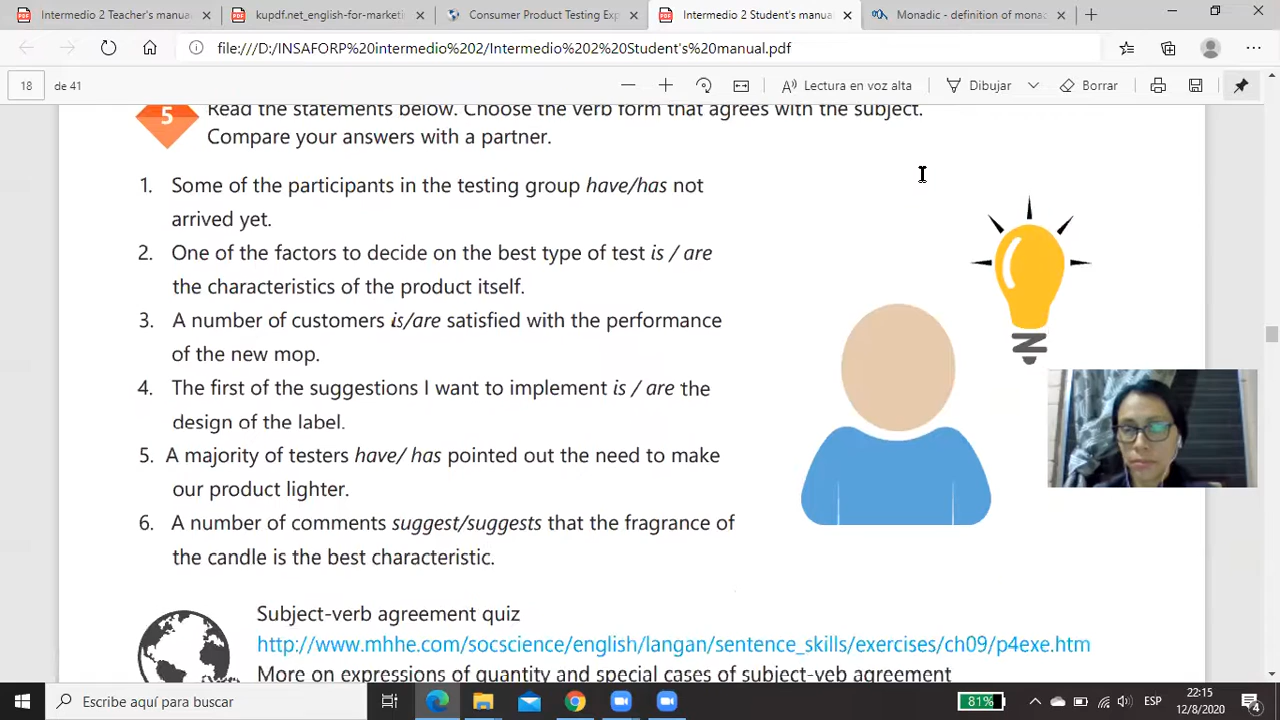 Intermedio 2 Teacher's manua
kupdf.net_english-for-marketi
Consumer Product Testing Exp
Intermedio 2 Student's manua
Monadic - definition of monac
file:///D:/INSAFORP%20intermedio%202/Intermedio%202%20Student's%20manual.pdf
18 de 41
Lectura en voz alta
Dibujar
Borrar
5
Read the statements below. Choose the verb form that agrees with the subject.
Compare your answers with a partner.
1. Some of the participants in the testing group have/has not
arrived yet.
2. One of the factors to decide on the best type of test is / are
the characteristics of the product itself.
3. A number of customers is/are satisfied with the performance
of the new mop.
4. The first of the suggestions I want to implement is / are the
design of the label.
5. A majority of testers have/ has pointed out the need to make
our product lighter.
6. A number of comments suggest/suggests that the fragrance of
the candle is the best characteristic.
Subject-verb agreement quiz
http://www.mhhe.com/socscience/english/langan/sentence_skills/exercises/ch09/p4exe.htm
More on expressions of quantity and special cases of subject-veb agreement
Escribe aquí para buscar
81%
ESP
22:15
12/8/2020
4